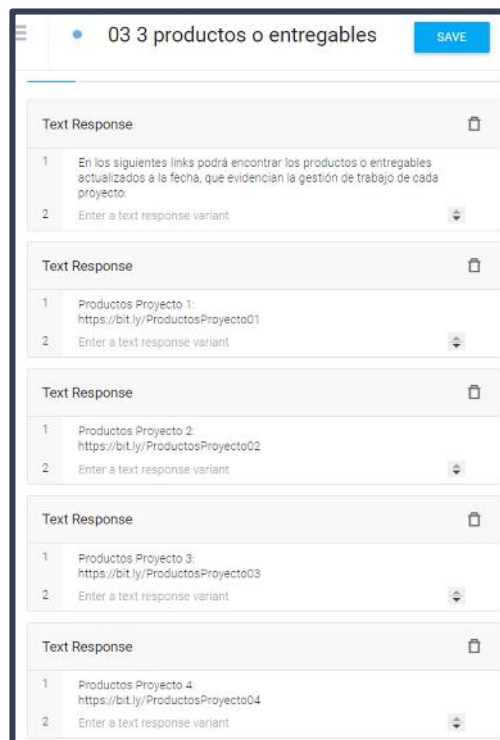 03 3 productos o entregables
SAVE
Text Response
1 En los siguientes links podrá encontrar los productos o entregables
actualizados a la fecha, que evidencian la gestión de trabajo de cada
proyecto:
2 Enter a text response variant
Text Response
1 Productos Proyecto 1:
https://bit.ly/ProductosProyecto01
2 Enter a text response variant
Text Response
1 Productos Proyecto 2:
https://bit.ly/ProductosProyecto02
2 Enter a text response variant
Text Response
1 Productos Proyecto 3:
https://bit.ly/ProductosProyecto03
2 Enter a text response variant
Text Response
1 Productos Proyecto 4:
https://bit.ly/ProductosProyecto04
2 Enter a text response variant